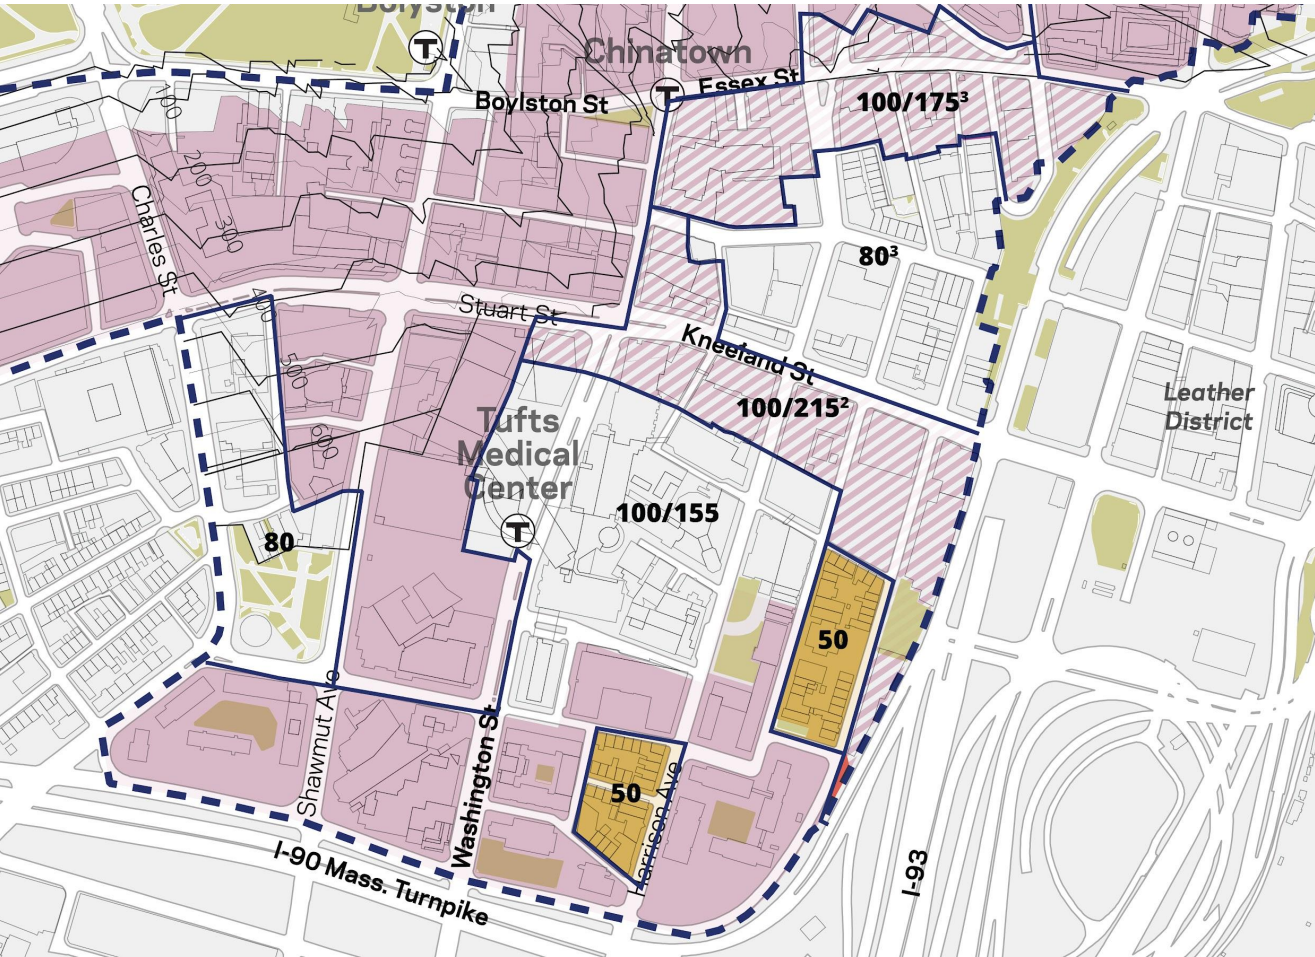 Boylston
T
Chinatown
T
Essex St
Boylston St
100/175³
100
200
300
Charles St
80³
400
Stuart St
Kneeland St
500
100/215²
Leather
District
600
Tufts
Medical
Center
T
100/155
80
50
Shawmut Ave
Washington St
50
Harrison Ave
I-90 Mass. Turnpike
I-93